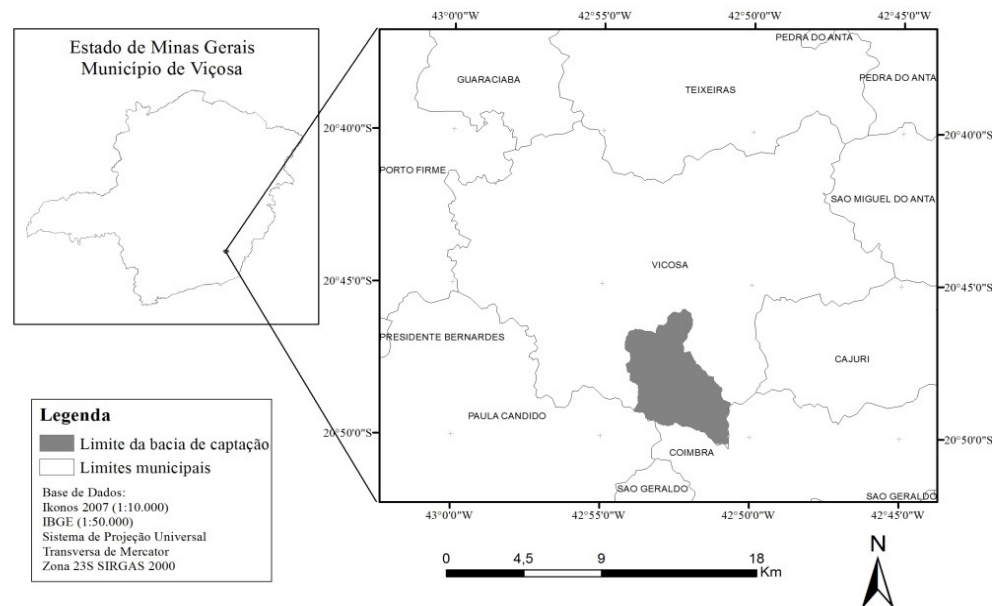 Estado de Minas Gerais
Município de Viçosa
43°0'0"W
42°55'0"W
42°50'0"W
42°45'0"W
PEDRA DO ANTA
GUARACIABA
TEIXEIRAS
PEDRA DO ANTA
20°40'0"S
20°40'0"S
PORTO FIRME
SAO MIGUEL DO ANTA
VICOSA
20°45'0"S
20°45'0"S
PRESIDENTE BERNARDES
CAJURI
PAULA CANDIDO
20°50'0"S
20°50'0"S
COIMBRA
SAO GERALDO
SAO GERALDO
43°0'0"W
42°55'0"W
42°50'0"W
42°45'0"W
Legenda
Limite da bacia de captação
Limites municipais
Base de Dados:
Ikonos 2007 (1:10.000)
IBGE (1:50.000)
Sistema de Projeção Universal
Transversa de Mercator
Zona 23S SIRGAS 2000
0
4,5
9
18
Km
N